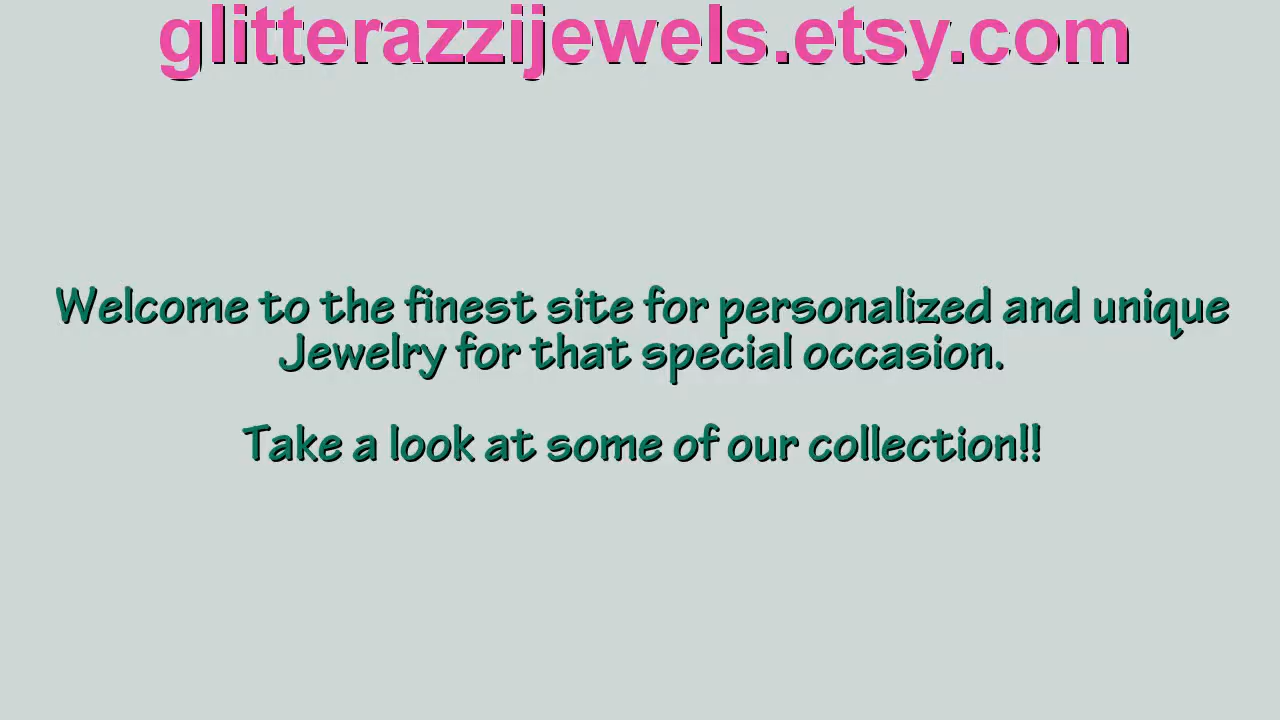 glitterazzijewels.etsy.com
Welcome to the finest site for personalized and unique
Jewelry for that special occasion.
Take a look at some of our collection!!